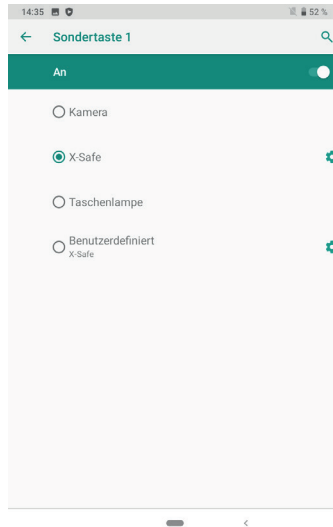 14:35 52 %
Sondertaste 1
An
Kamera
X-Safe
Taschenlampe
Benutzerdefiniert
X-Safe